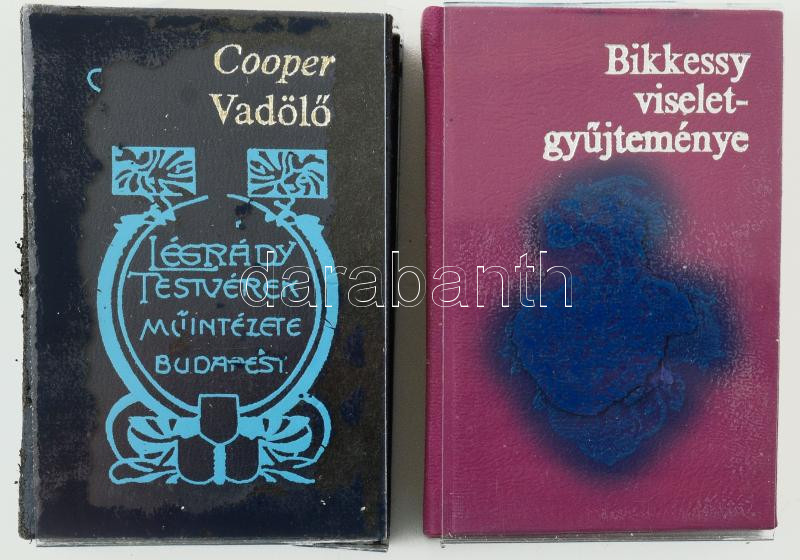 Cooper
Vadölő
LÉGRÁDY
TESTVÉREK
MŰINTÉZETE
BUDAPEST.
Bikkessy
viselet-
gyűjteménye
darabanth